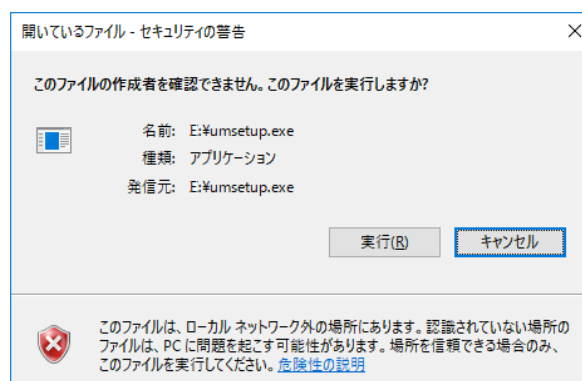 開いているファイル - セキュリティの警告
このファイルの作成者を確認できません。このファイルを実行しますか?
名前: E:¥umsetup.exe
種類: アプリケーション
発信元: E:¥umsetup.exe
実行(R) キャンセル
このファイルは、ローカル ネットワーク外の場所にあります。認識されていない場所の
ファイルは、PC に問題を起こす可能性があります。場所を信頼できる場合のみ、
このファイルを実行してください。危険性の説明